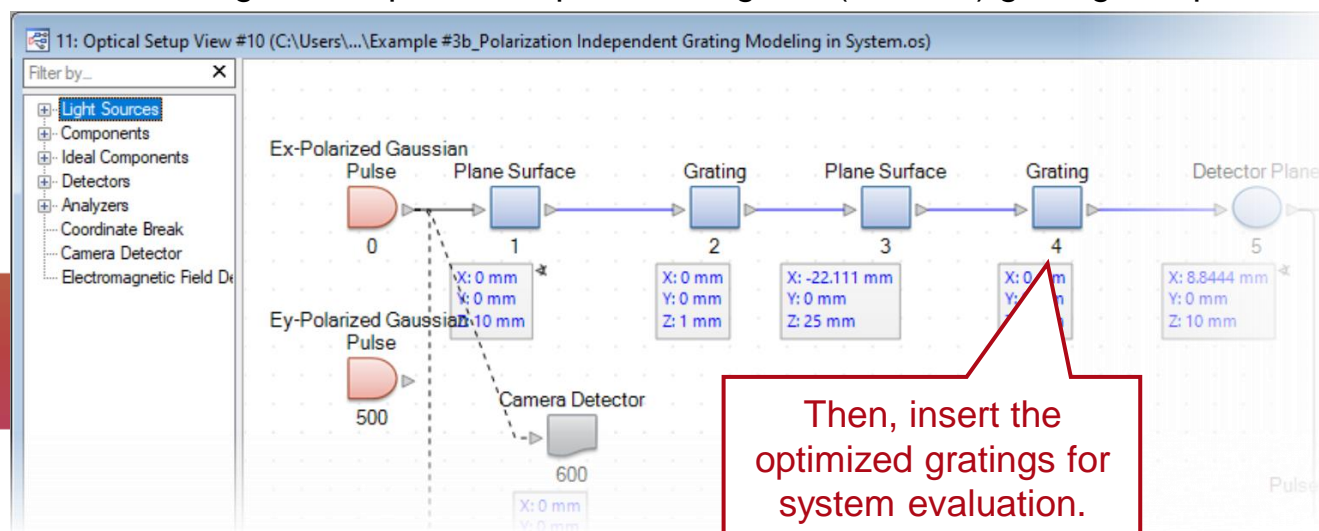 11: Optical Setup View #10 (C:\Users\...\Example #3b_Polarization Independent Grating Modeling in System.os)
Filter by...
Light Sources
Components
Ideal Components
Detectors
Analyzers
Coordinate Break
Camera Detector
Electromagnetic Field De
Ex-Polarized Gaussian
Pulse
0
Plane Surface
1
X: 0 mm
Y: 0 mm
Z: 10 mm
Grating
2
X: 0 mm
Y: 0 mm
Z: 1 mm
Plane Surface
3
X: -22.111 mm
Y: 0 mm
Z: 25 mm
Grating
4
X: 0
Detector Plane
5
X: 8.8444 mm
Y: 0 mm
Z: 10 mm
Ey-Polarized Gaussian
Pulse
500
Camera Detector
600
X: 0 mm
Y: 0 mm
Then, insert the
optimized gratings for
system evaluation.
Pulse